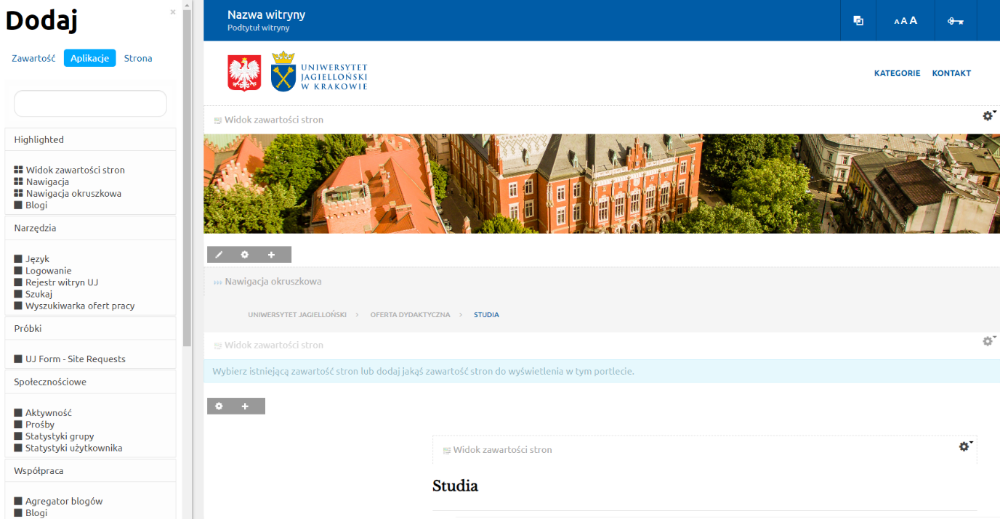 Dodaj
×
Zawartość Aplikacje Strona
Highlighted
Widok zawartości stron
Nawigacja
Nawigacja okruszkowa
Blogi
Narzędzia
Język
Logowanie
Rejestr witryn UJ
Szukaj
Wyszukiwarka ofert pracy
Próbki
UJ Form - Site Requests
Społecznościowe
Aktywność
Prośby
Statystyki grupy
Statystyki użytkownika
Współpraca
Agregator blogów
Blogi
Nazwa witryny
Podtytuł witryny
A A A
UNIWERSYTET
JAGIELLOŃSKI
W KRAKOWIE
KATEGORIE KONTAKT
Widok zawartości stron
Nawigacja okruszkowa
UNIWERSYTET JAGIELLOŃSKI > OFERTA DYDAKTYCZNA > STUDIA
Widok zawartości stron
Wybierz istniejącą zawartość stron lub dodaj jakąś zawartość stron do wyświetlenia w tym portlecie.
Widok zawartości stron
Studia